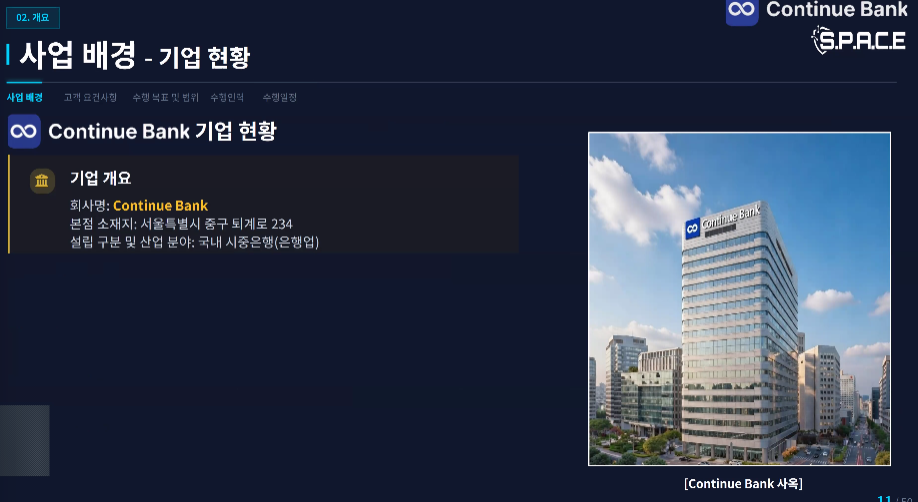 02. 개요
Continue Bank
S.P.A.C.E
사업 배경 - 기업 현황
사업 배경 고객 요건사항 수행 목표 및 범위 수행인력 수행일정
Continue Bank 기업 현황
기업 개요
회사명: Continue Bank
본점 소재지: 서울특별시 중구 퇴계로 234
설립 구분 및 산업 분야: 국내 시중은행(은행업)
Continue Bank
[Continue Bank 사옥]
11